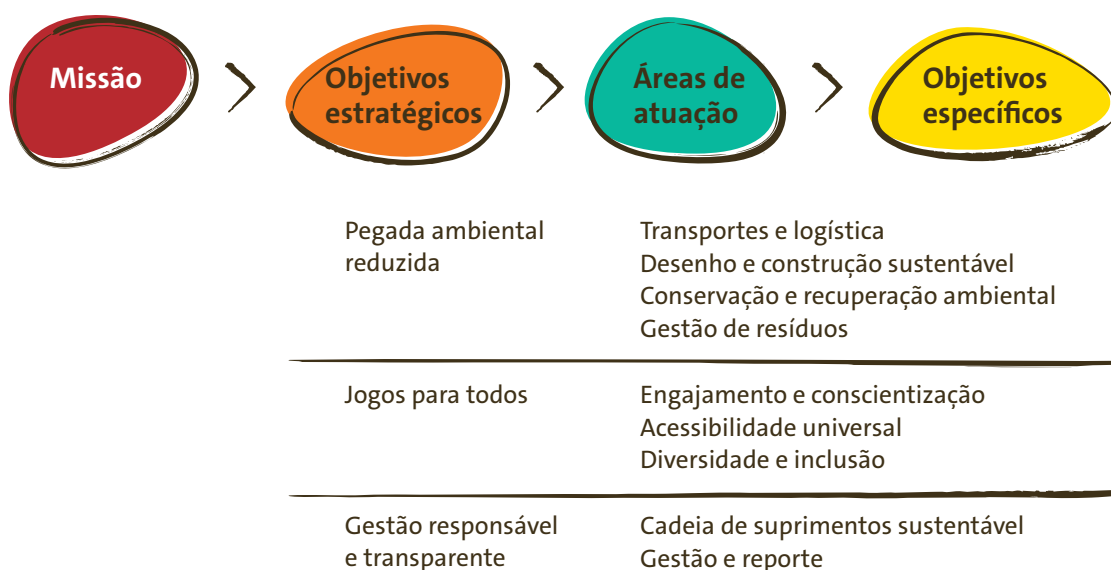 Missão
Objetivos
estratégicos
Áreas de
atuação
Objetivos
específicos
Pegada ambiental
reduzida
Transportes e logística
Desenho e construção sustentável
Conservação e recuperação ambiental
Gestão de resíduos
Jogos para todos
Engajamento e conscientização
Acessibilidade universal
Diversidade e inclusão
Gestão responsável
e transparente
Cadeia de suprimentos sustentável
Gestão e reporte